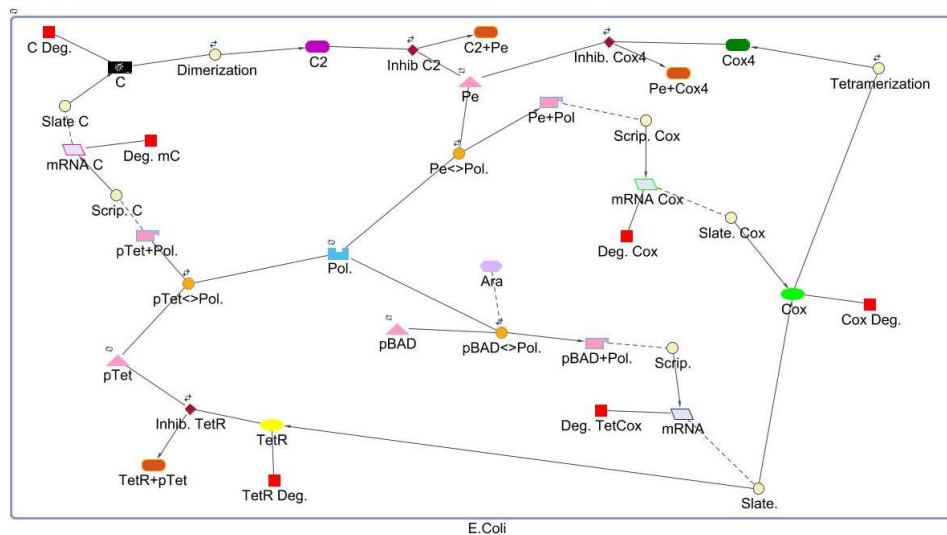 C Deg.
C
Dimerization
C2
Inhib C2
C2+Pe
Pe
Inhib. Cox4
Pe+Cox4
Cox4
Tetramerization
Slate C
mRNA C
Deg. mC
Scrip. C
pTet+Pol.
pTet<>Pol.
Pe+Pol
Pe<>Pol.
Scrip. Cox
mRNA Cox
Deg. Cox
Slate. Cox
Cox
Cox Deg.
Pol.
Ara
pBAD
pBAD<>Pol.
pBAD+Pol.
Scrip.
mRNA
Deg. TetCox
pTet
Inhib. TetR
TetR
TetR+pTet
TetR Deg.
Slate.
E.Coli